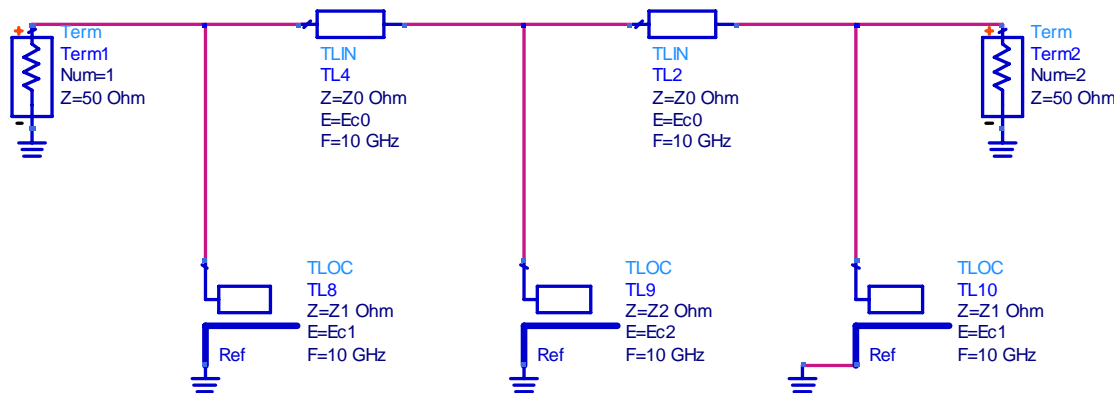 Term
Term1
Num=1
Z=50 Ohm
TLIN
TL4
Z=Z0 Ohm
E=Ec0
F=10 GHz
TLIN
TL2
Z=Z0 Ohm
E=Ec0
F=10 GHz
Term
Term2
Num=2
Z=50 Ohm
TLOC
TL8
Z=Z1 Ohm
E=Ec1
F=10 GHz
Ref
TLOC
TL9
Z=Z2 Ohm
E=Ec2
F=10 GHz
Ref
TLOC
TL10
Z=Z1 Ohm
E=Ec1
F=10 GHz
Ref